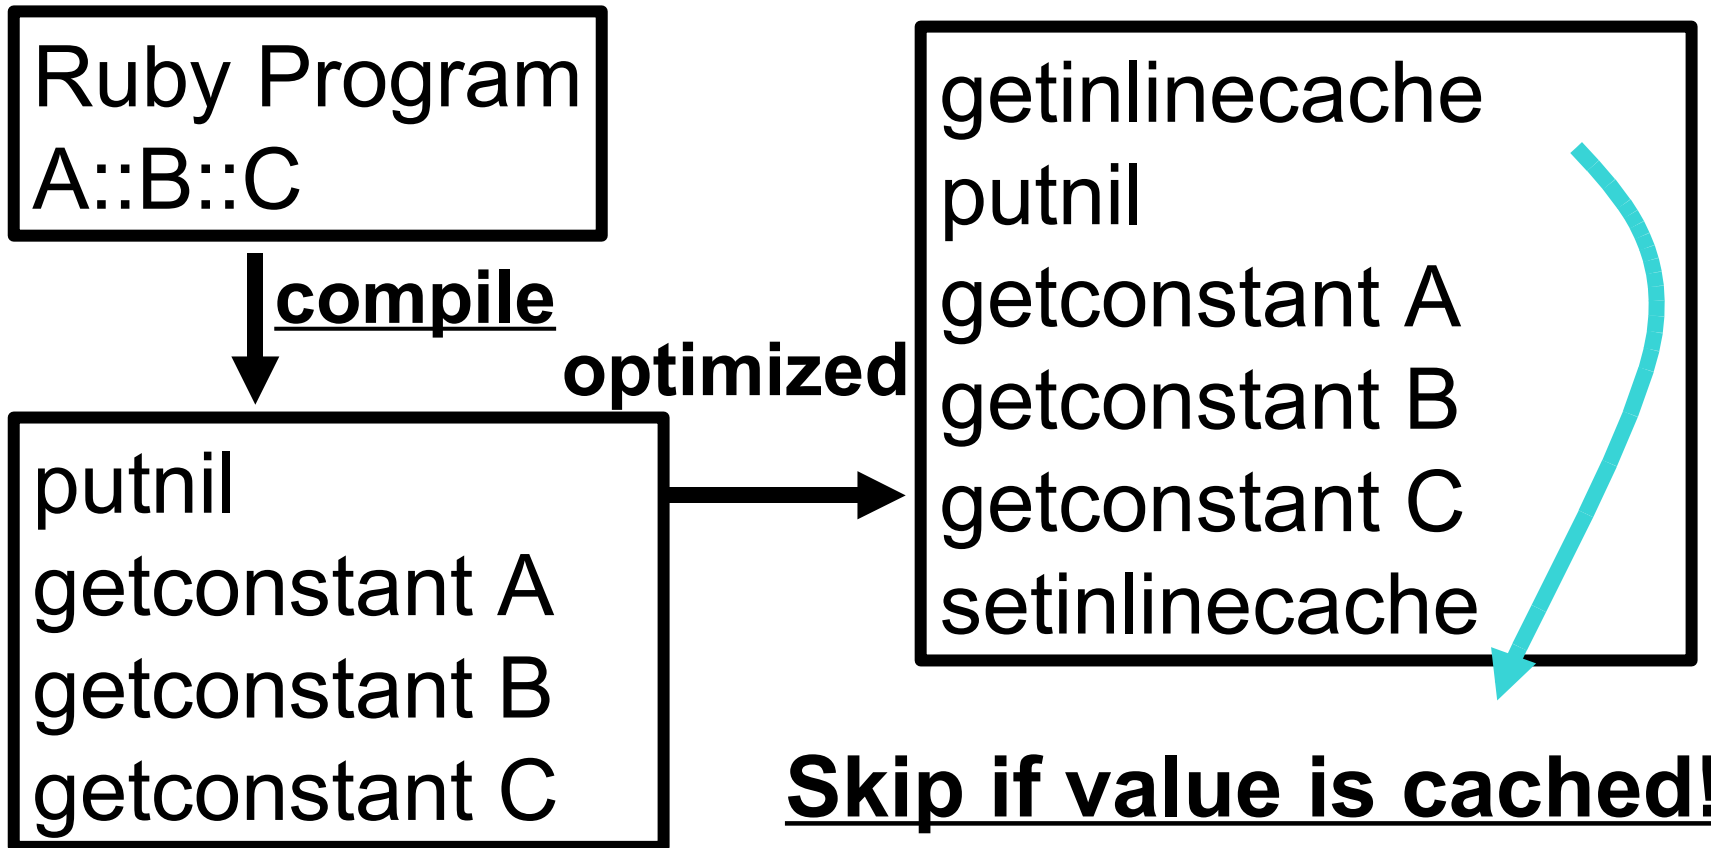 Ruby Program
A::B::C
compile
putnil
getconstant A
getconstant B
getconstant C
optimized
getinlinecache
putnil
getconstant A
getconstant B
getconstant C
setinlinecache
Skip if value is cached!